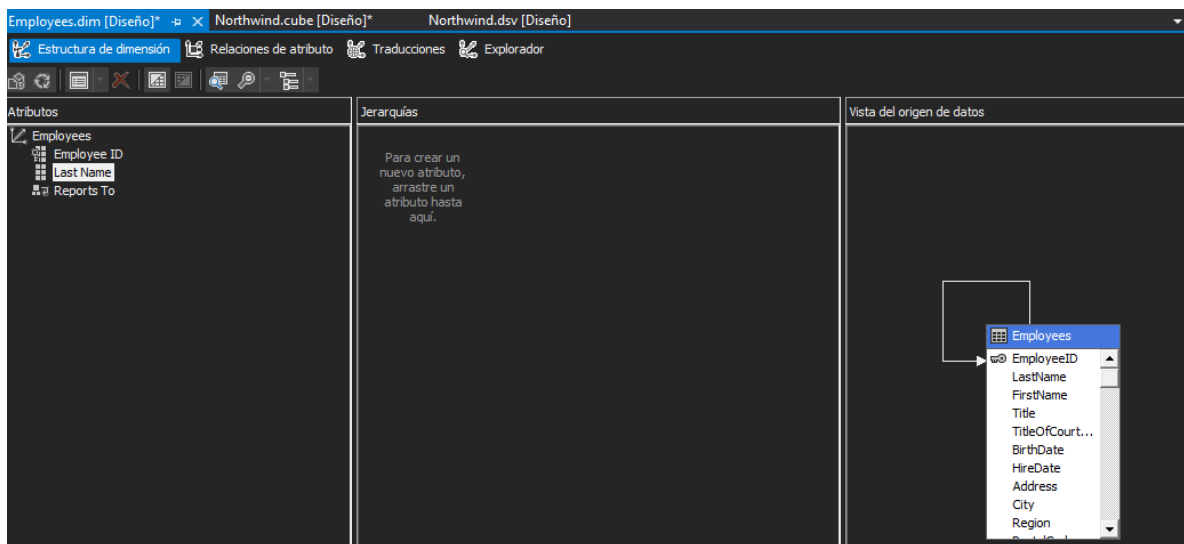 Employees.dim [Diseño]* Northwind.cube [Diseño]* Northwind.dsv [Diseño]
Estructura de dimensión Relaciones de atributo Traducciones Explorador
Atributos
Employees
Employee ID
Last Name
Reports To
Jerarquías
Para crear un
nuevo atributo,
arrastre un
atributo hasta
aquí.
Vista del origen de datos
Employees
EmployeeID
LastName
FirstName
Title
TitleOfCourt...
BirthDate
HireDate
Address
City
Region